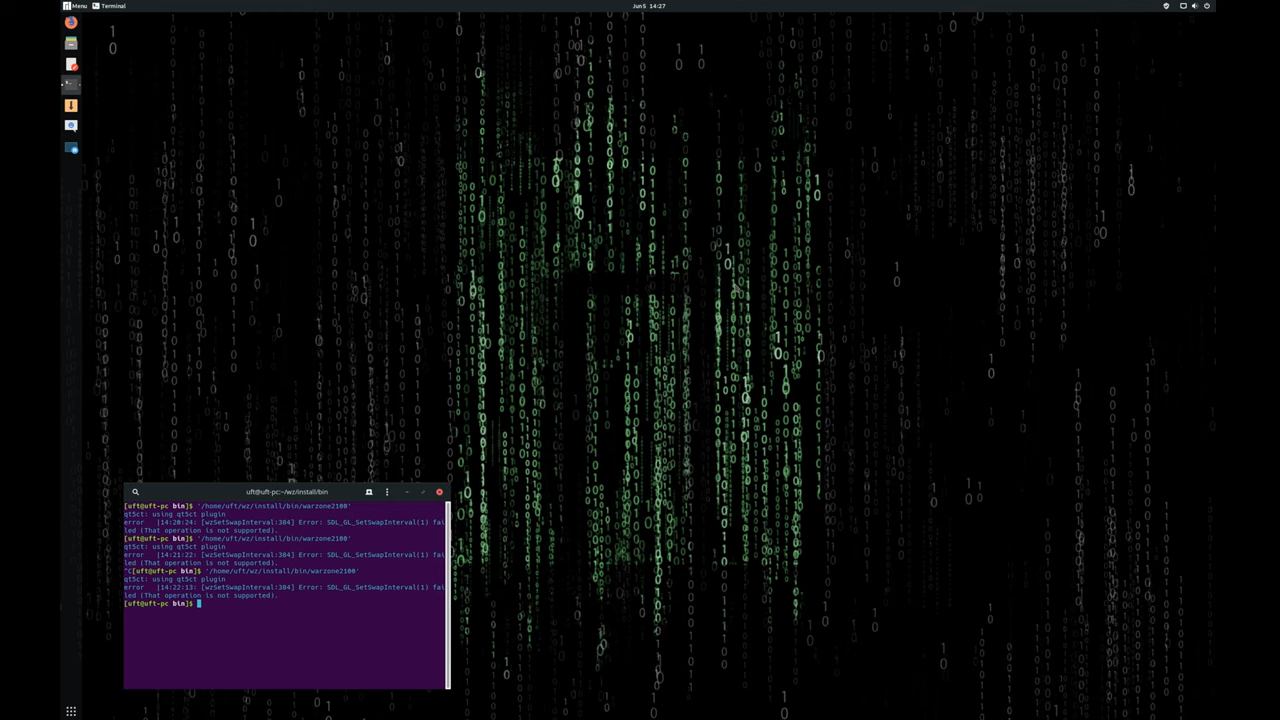 Menu Terminal Jun 5 14:27
uft@uft-pc:~/wz/install/bin
[uft@uft-pc bin]$ '/home/uft/wz/install/bin/warzone2100'
qt5ct: using qt5ct plugin
error |14:20:24: [wzSetSwapInterval:384] Error: SDL_GL_SetSwapInterval(1) fai
led (That operation is not supported).
[uft@uft-pc bin]$ '/home/uft/wz/install/bin/warzone2100'
qt5ct: using qt5ct plugin
error |14:21:22: [wzSetSwapInterval:384] Error: SDL_GL_SetSwapInterval(1) fai
led (That operation is not supported).
^C[uft@uft-pc bin]$ '/home/uft/wz/install/bin/warzone2100'
qt5ct: using qt5ct plugin
error |14:22:13: [wzSetSwapInterval:384] Error: SDL_GL_SetSwapInterval(1) fai
led (That operation is not supported).
[uft@uft-pc bin]$